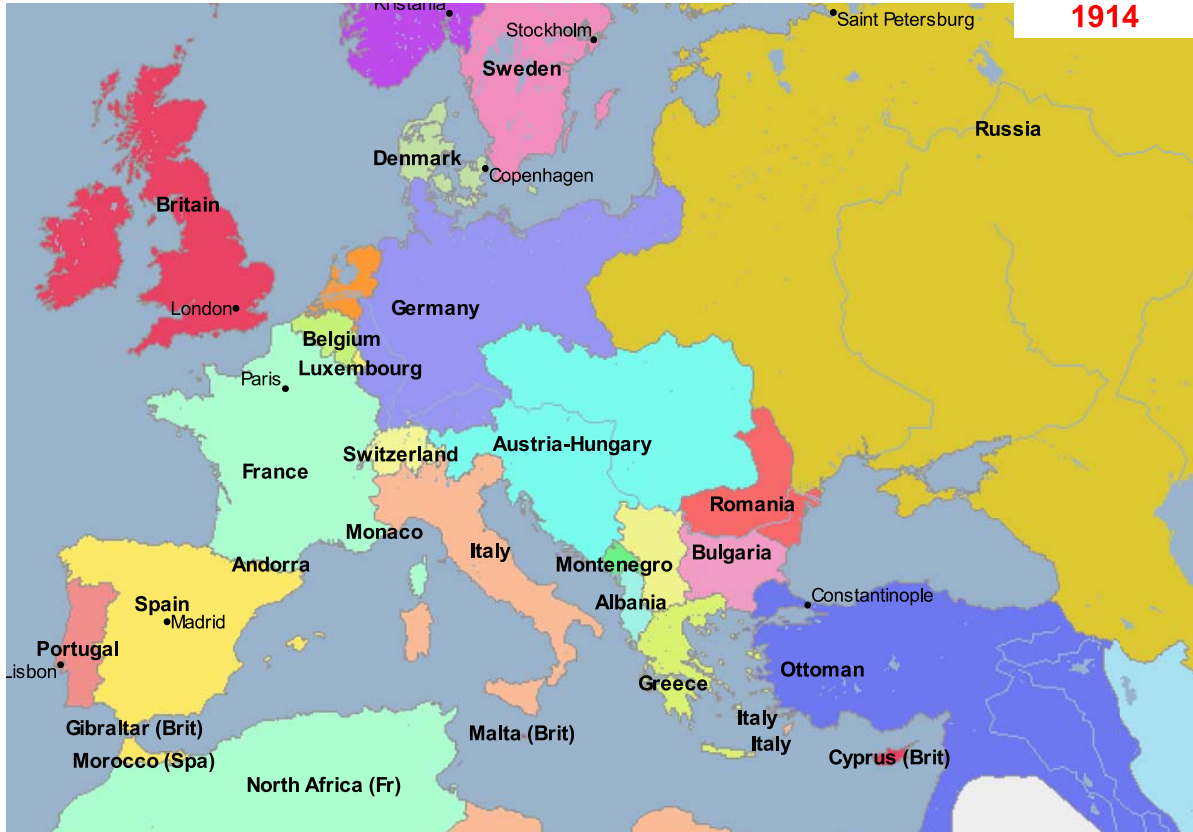 Kristania
1914
Saint Petersburg
Stockholm
Sweden
Russia
Denmark
Copenhagen
Britain
London
Germany
Belgium
Luxembourg
Paris
Switzerland
Austria-Hungary
France
Romania
Monaco
Italy
Bulgaria
Andorra
Montenegro
Constantinople
Spain
Albania
Madrid
Portugal
Lisbon
Ottoman
Greece
Gibraltar (Brit)
Italy
Malta (Brit)
Italy
Morocco (Spa)
Cyprus (Brit)
North Africa (Fr)